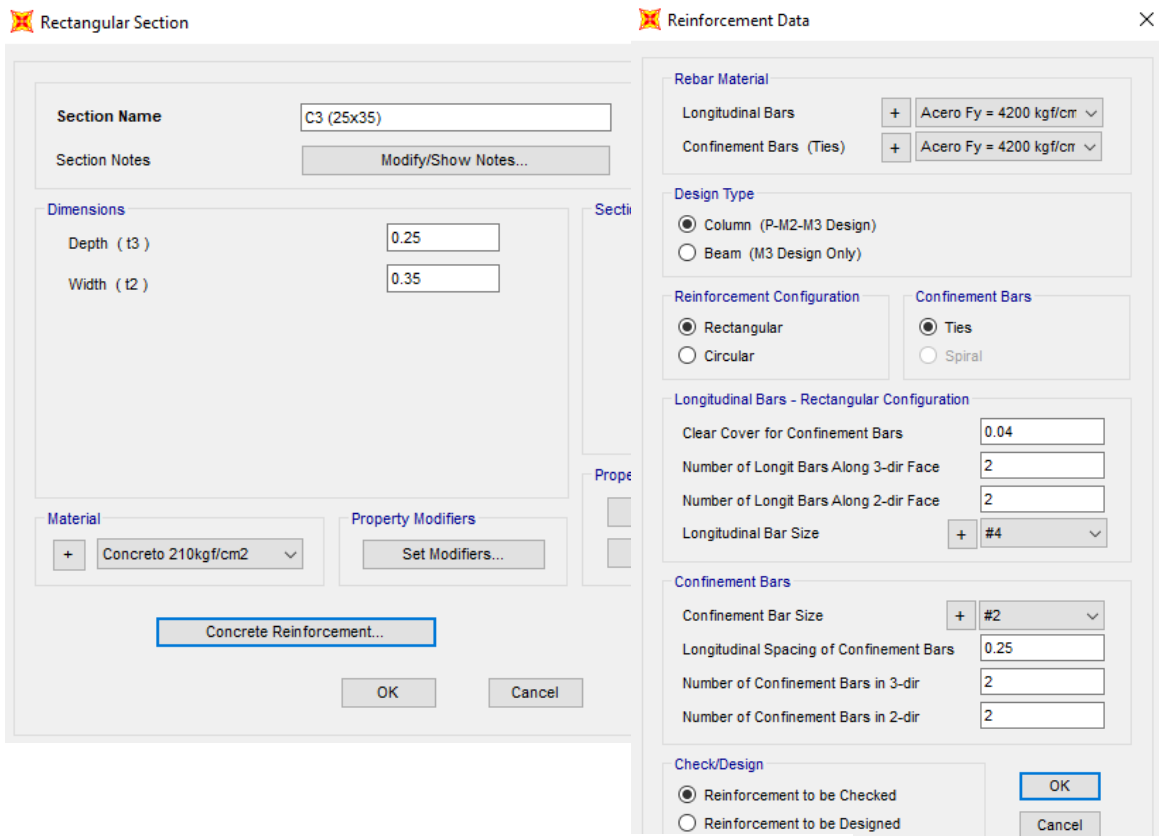 Rectangular Section
Section Name C3 (25x35)
Section Notes Modify/Show Notes...
Dimensions
Depth ( t3 ) 0.25
Width ( t2 ) 0.35
Material
+ Concreto 210kgf/cm2
Property Modifiers
Set Modifiers...
Concrete Reinforcement...
OK Cancel
Reinforcement Data
Rebar Material
Longitudinal Bars + Acero Fy = 4200 kgf/cm
Confinement Bars (Ties) + Acero Fy = 4200 kgf/cm
Design Type
Column (P-M2-M3 Design)
Beam (M3 Design Only)
Reinforcement Configuration
Rectangular
Circular
Confinement Bars
Ties
Spiral
Longitudinal Bars - Rectangular Configuration
Clear Cover for Confinement Bars 0.04
Number of Longit Bars Along 3-dir Face 2
Number of Longit Bars Along 2-dir Face 2
Longitudinal Bar Size + #4
Confinement Bars
Confinement Bar Size + #2
Longitudinal Spacing of Confinement Bars 0.25
Number of Confinement Bars in 3-dir 2
Number of Confinement Bars in 2-dir 2
Check/Design
Reinforcement to be Checked
Reinforcement to be Designed
OK
Cancel